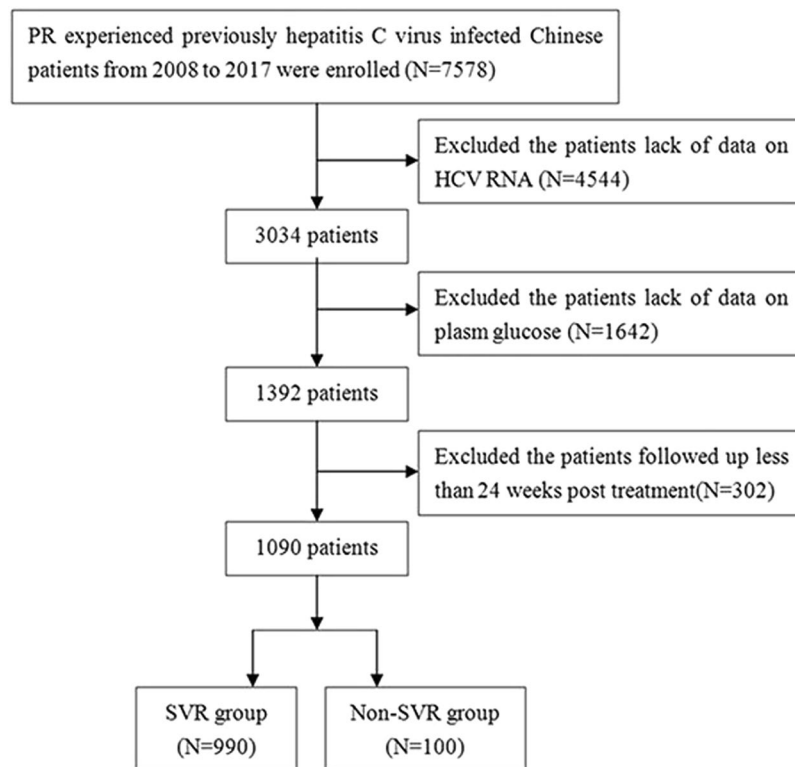 PR experienced previously hepatitis C virus infected Chinese
patients from 2008 to 2017 were enrolled (N=7578)
Excluded the patients lack of data on
HCV RNA (N=4544)
3034 patients
Excluded the patients lack of data on
plasm glucose (N=1642)
1392 patients
Excluded the patients followed up less
than 24 weeks post treatment(N=302)
1090 patients
SVR group
(N=990)
Non-SVR group
(N=100)